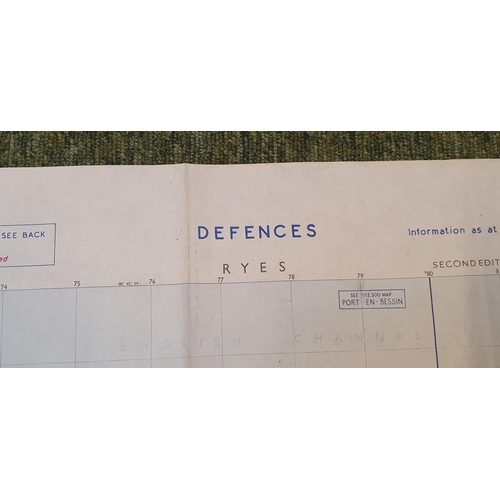 SEE BACK
DEFENCES
Information as at
RYES
SECOND EDIT
74 75 76 77 78 79 80
SEE 1/12,500 MAP
PORT-EN-BESSIN
ENGLISH CHANNEL